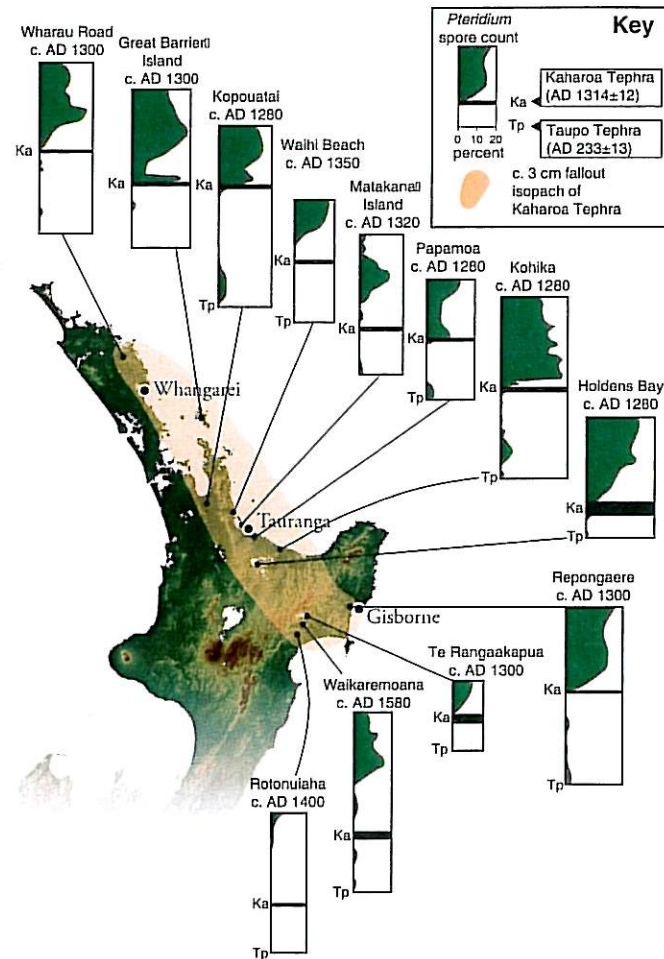 Wharau Road
c. AD 1300
Ka
Great Barrier
Island
c. AD 1300
Ka
Kopouatai
c. AD 1280
Ka
Tp
Waihi Beach
c. AD 1350
Ka
Tp
Matakana
Island
c. AD 1320
Ka
Papamoa
c. AD 1280
Ka
Tp
Kohika
c. AD 1280
Ka
Tp
Holdens Bay
c. AD 1280
Ka
Tp
Key
Pteridium
spore count
Ka
Tp
0 10 20
percent
Kaharoa Tephra
(AD 1314±12)
Taupo Tephra
(AD 233±13)
c. 3 cm fallout
isopach of
Kaharoa Tephra
Whangarei
Tauranga
Gisborne
Repongaere
c. AD 1300
Ka
Tp
Te Rangaakapua
c. AD 1300
Ka
Tp
Waikaremoana
c. AD 1580
Ka
Tp
Rotonuiaha
c. AD 1400
Ka
Tp